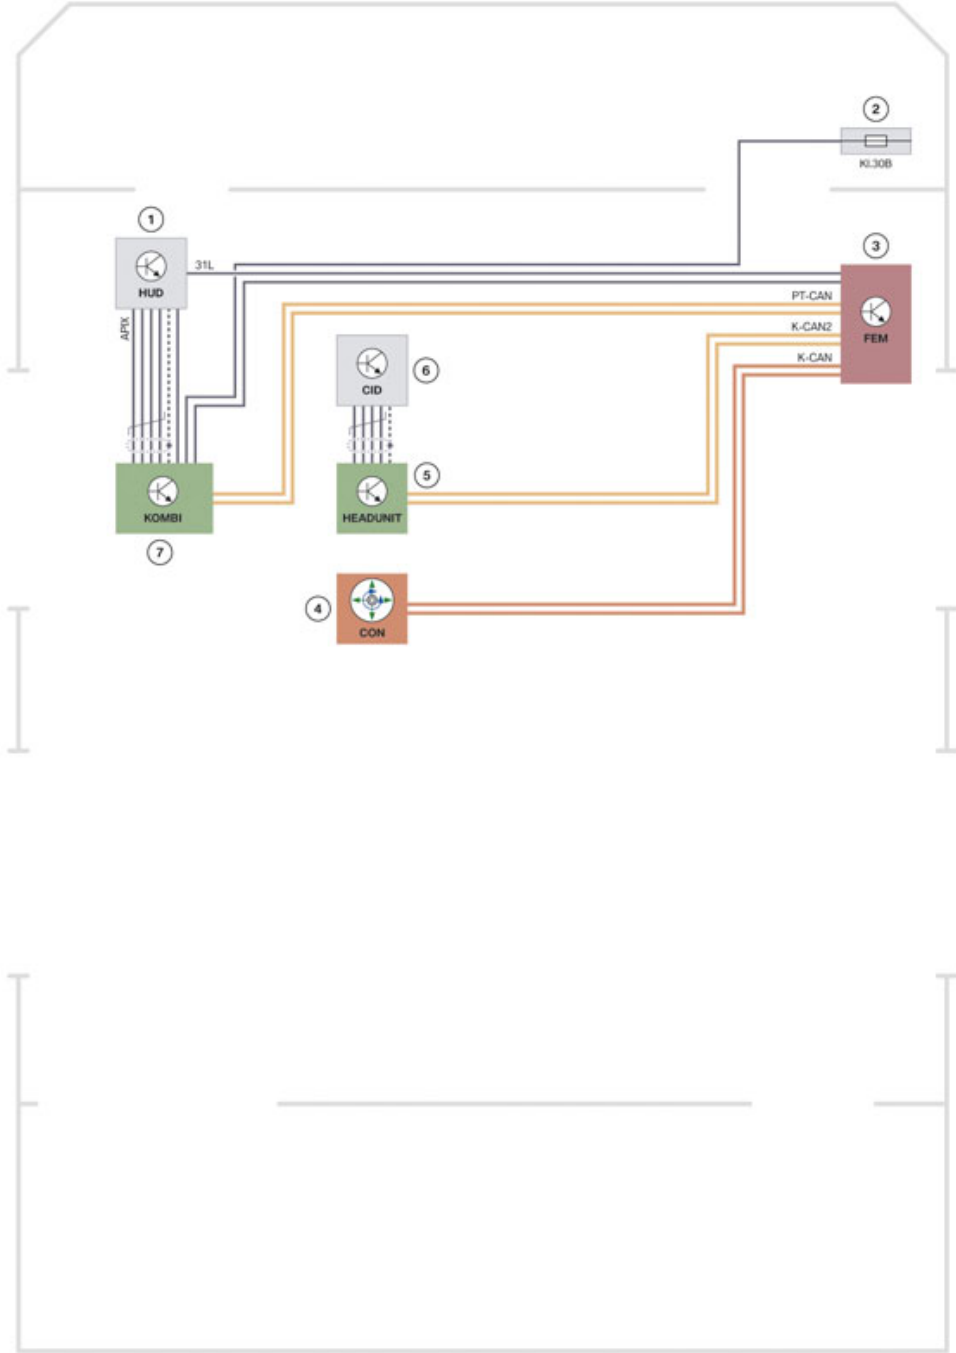 2
Kl.30B
1
3
31L
HUD
PT-CAN
APIX
K-CAN2
FEM
K-CAN
6
CID
5
KOMBI
HEADUNIT
7
4
CON